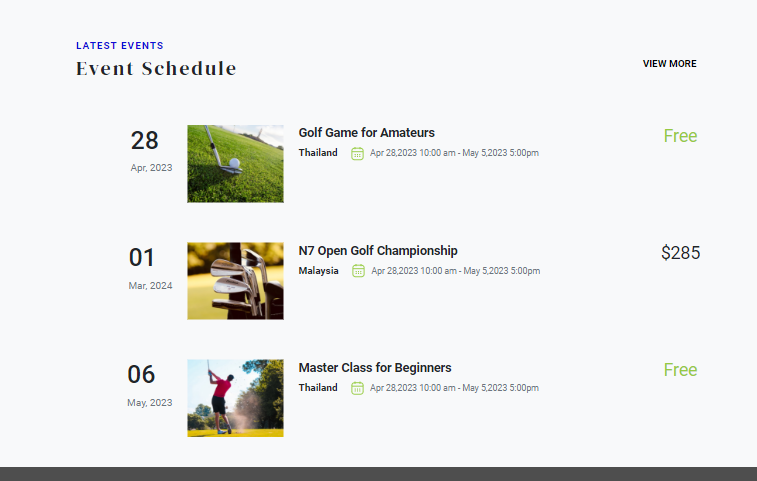 LATEST EVENTS
Event Schedule
VIEW MORE
28
Apr, 2023
Golf Game for Amateurs
Thailand Apr 28,2023 10:00 am - May 5,2023 5:00pm
Free
01
Mar, 2024
N7 Open Golf Championship
Malaysia Apr 28,2023 10:00 am - May 5,2023 5:00pm
$285
06
May, 2023
Master Class for Beginners
Thailand Apr 28,2023 10:00 am - May 5,2023 5:00pm
Free